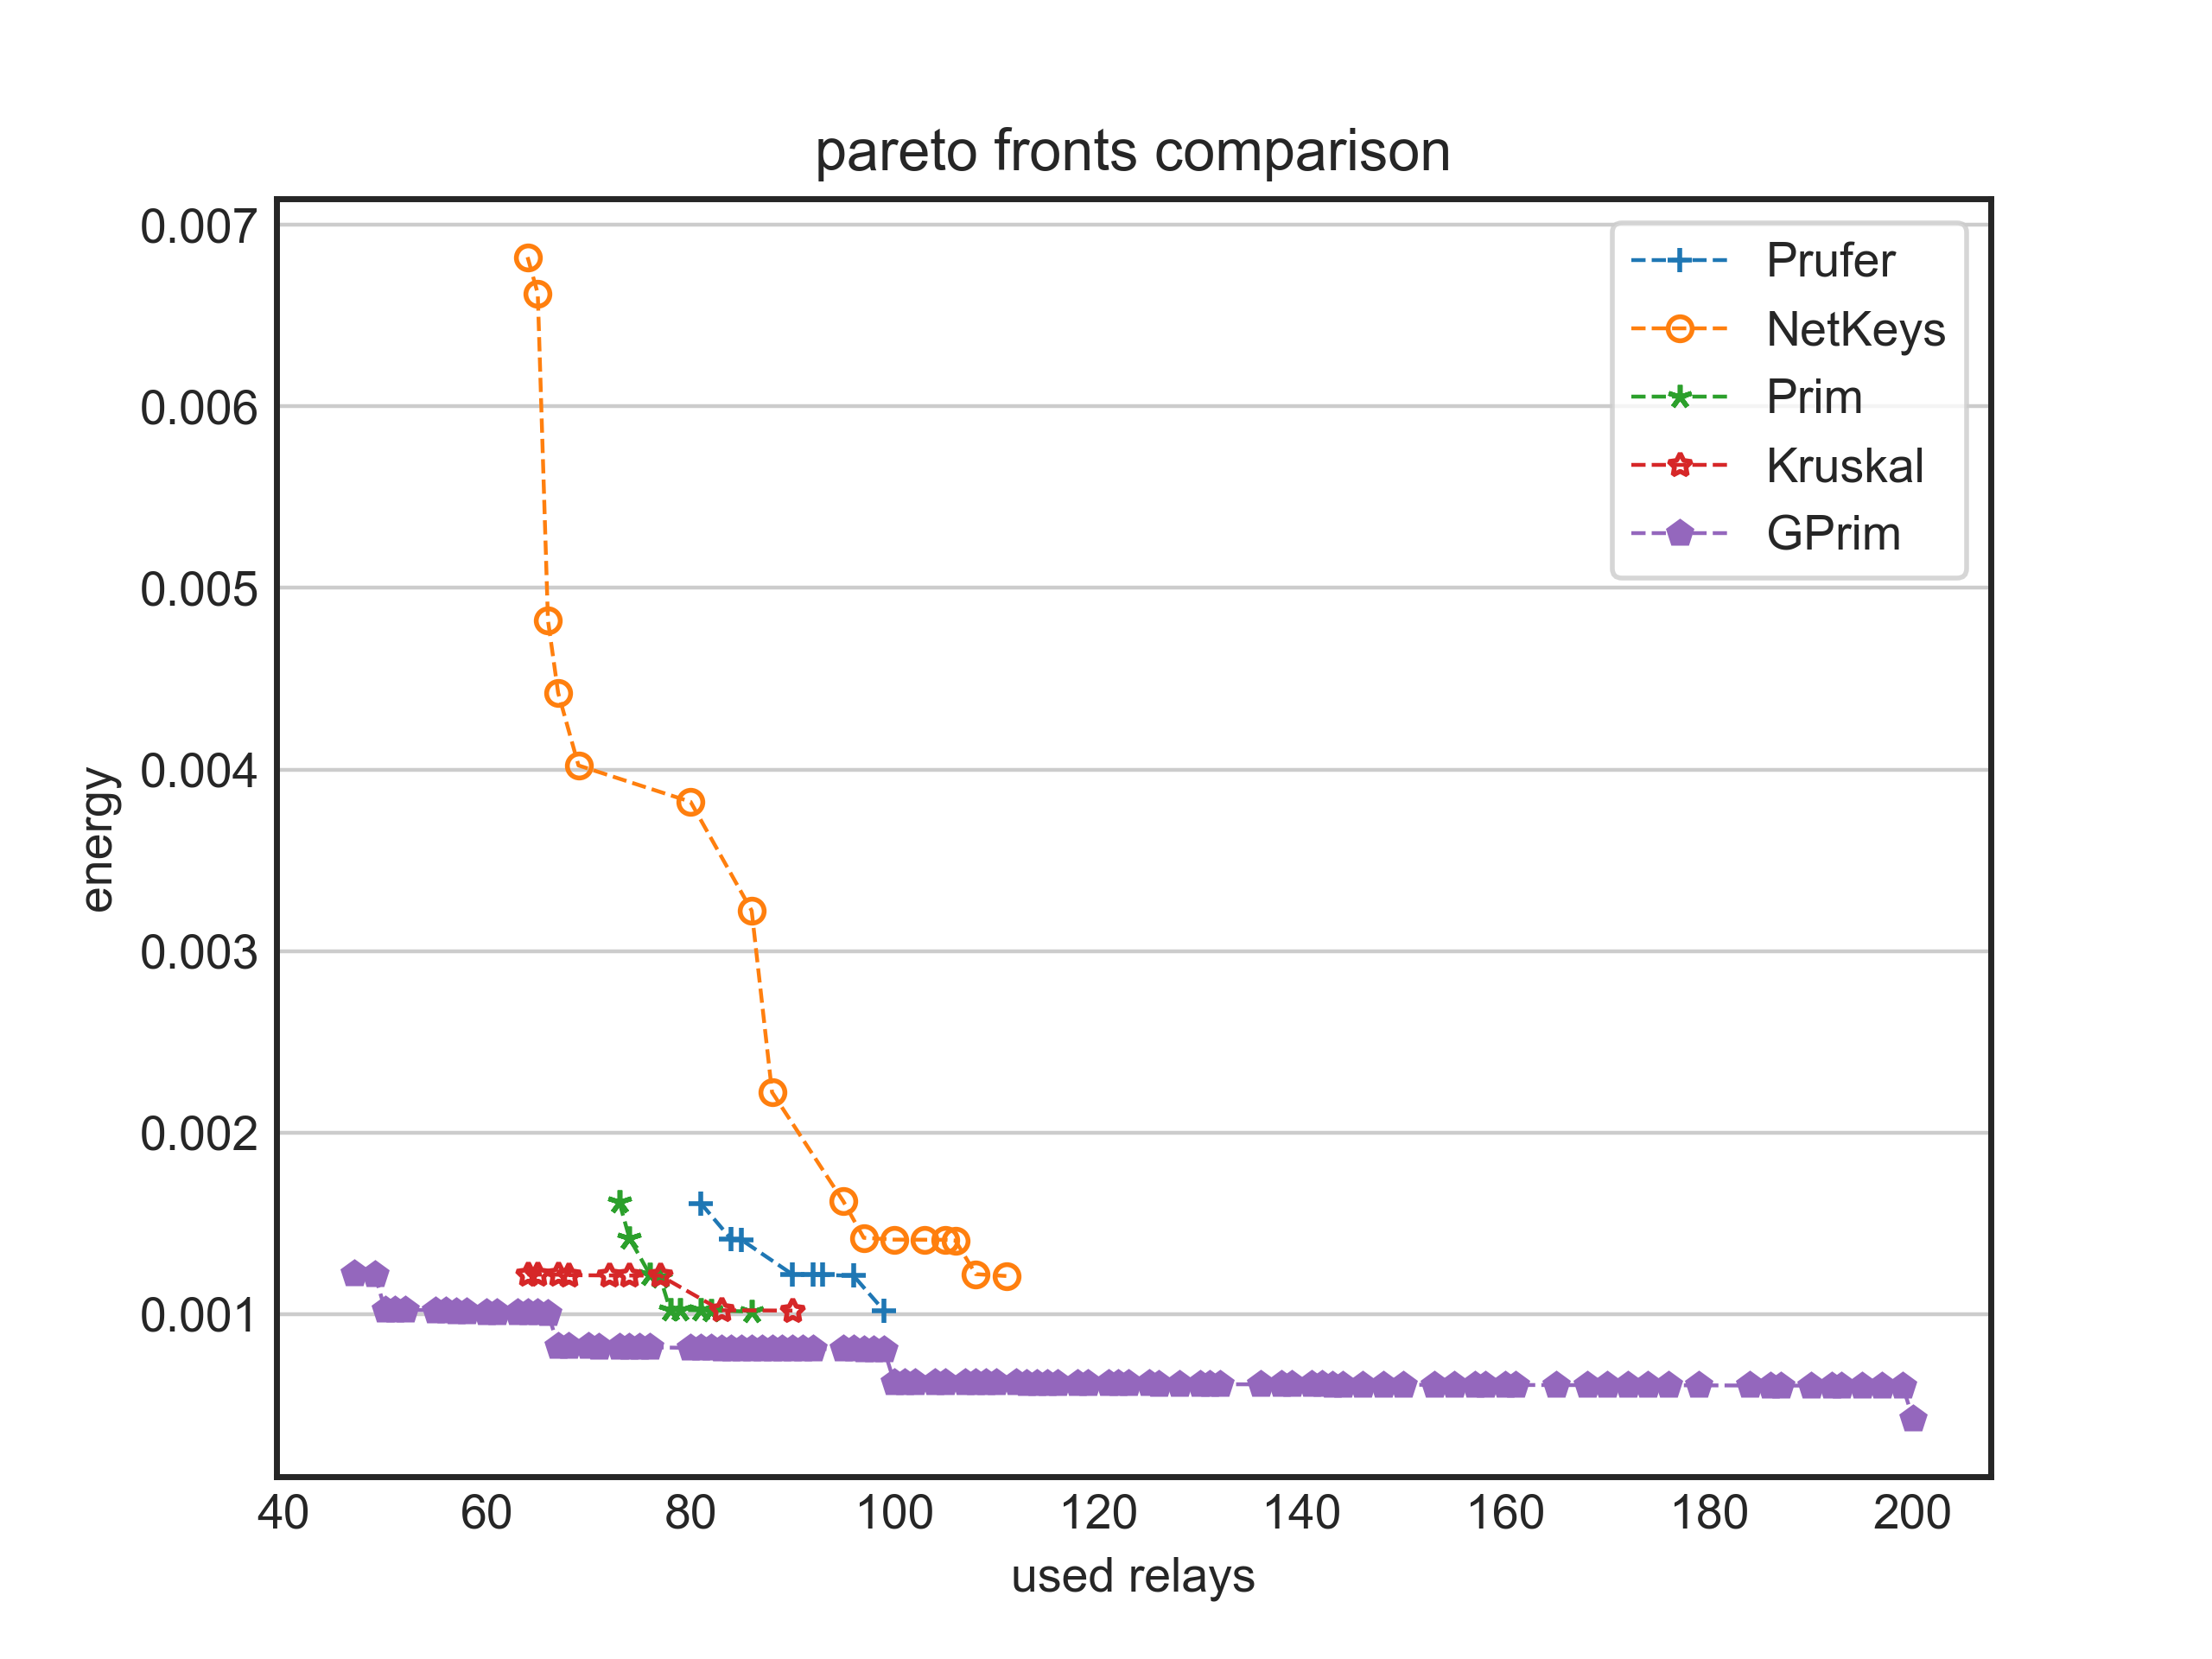 pareto fronts comparison
0.007
0.006
0.005
0.004
0.003
0.002
0.001
energy
Prufer
NetKeys
Prim
Kruskal
GPrim
40 60 80 100 120 140 160 180 200
used relays